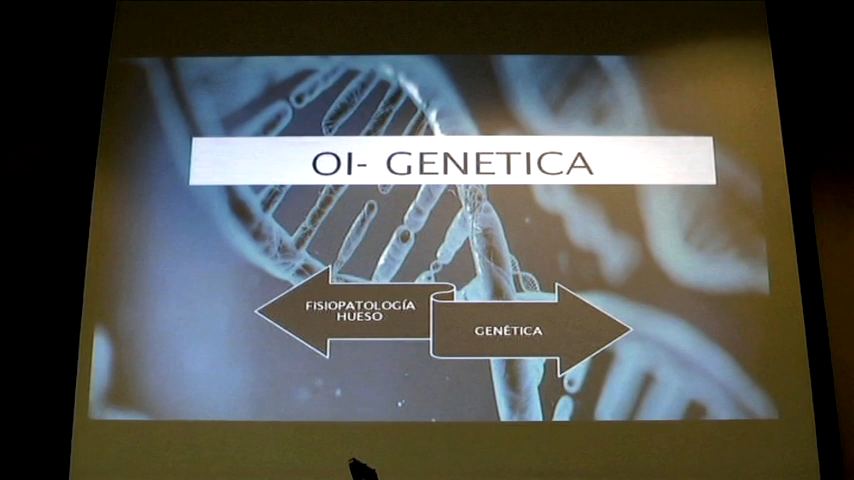 OI- GENETICA
FISIOPATOLOGÍA
HUESO
GENÉTICA